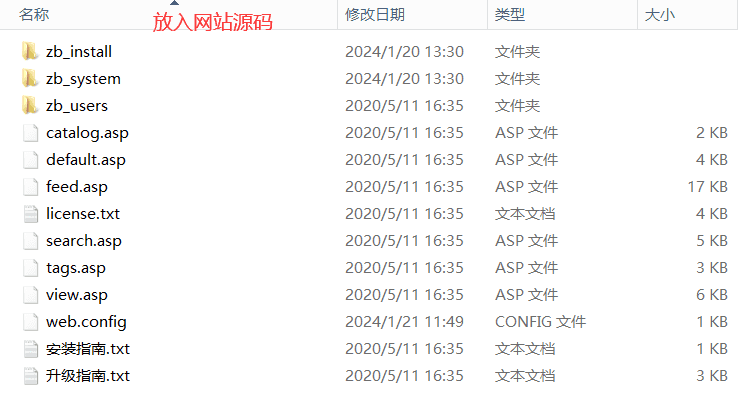 名称 放入网站源码 修改日期 类型 大小
zb_install 2024/1/20 13:30 文件夹
zb_system 2024/1/20 13:30 文件夹
zb_users 2020/5/11 16:35 文件夹
catalog.asp 2020/5/11 16:35 ASP 文件 2 KB
default.asp 2020/5/11 16:35 ASP 文件 4 KB
feed.asp 2020/5/11 16:35 ASP 文件 17 KB
license.txt 2020/5/11 16:35 文本文档 4 KB
search.asp 2020/5/11 16:35 ASP 文件 5 KB
tags.asp 2020/5/11 16:35 ASP 文件 3 KB
view.asp 2020/5/11 16:35 ASP 文件 6 KB
web.config 2024/1/21 11:49 CONFIG 文件 1 KB
安装指南.txt 2020/5/11 16:35 文本文档 1 KB
升级指南.txt 2020/5/11 16:35 文本文档 3 KB